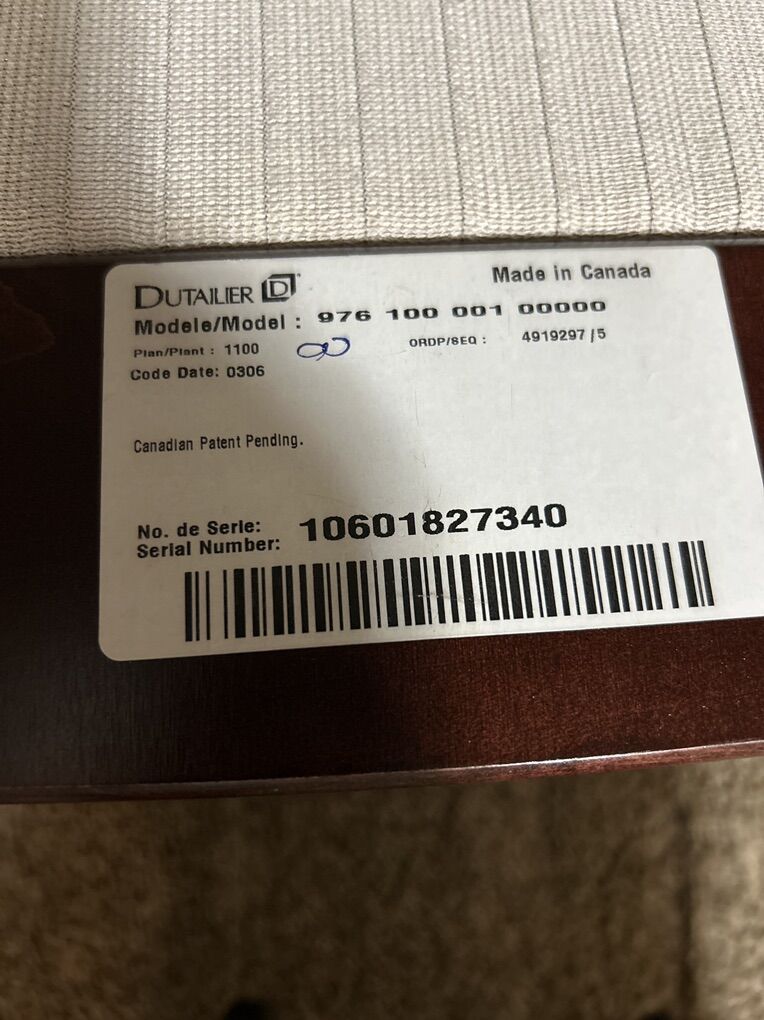 DUTAILIER D
Made in Canada
Modele/Model : 976 100 001 00000
Plan/Plant : 1100
ORDP/SEQ : 4919297/5
Code Date: 0306
Canadian Patent Pending.
No. de Serie:
Serial Number: 10601827340